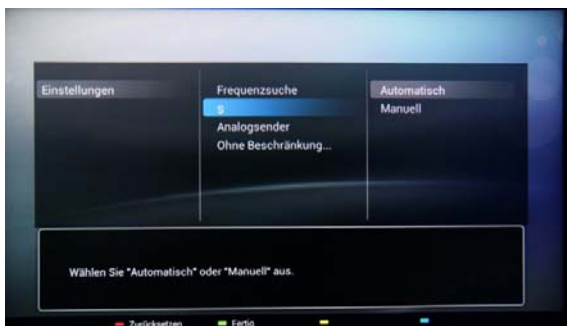 Einstellungen
Frequenzsuche
S
Analogsender
Ohne Beschränkung...
Automatisch
Manuell
Wählen Sie "Automatisch" oder "Manuell" aus.
Zurücksetzen
Fertig